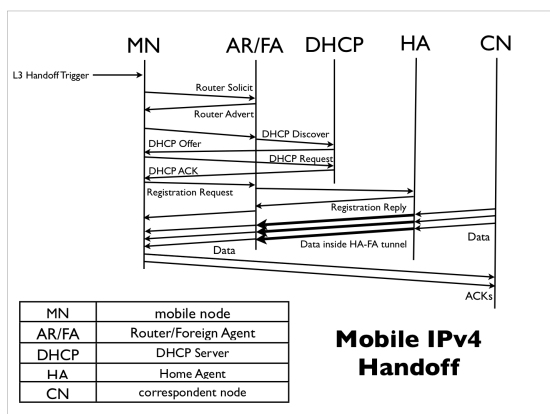 MN AR/FA DHCP HA CN
L3 Handoff Trigger
Router Solicit
Router Advert
DHCP Discover
DHCP Offer
DHCP Request
DHCP ACK
Registration Request
Registration Reply
Data
Data Data inside HA-FA tunnel
ACKs
MN mobile node
AR/FA Router/Foreign Agent
DHCP DHCP Server
HA Home Agent
CN correspondent node
Mobile IPv4
Handoff